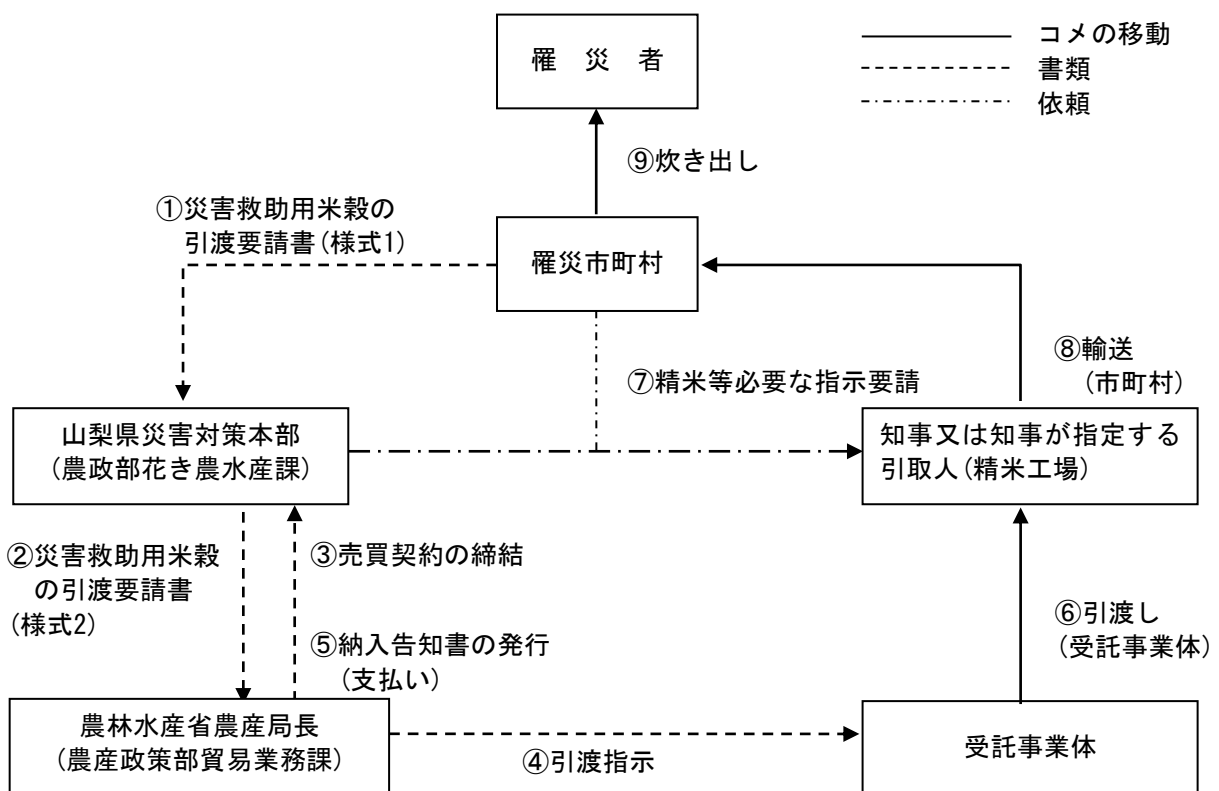 罹　災　者
コメの移動
書類
依頼
⑨炊き出し
①災害救助用米穀の
引渡要請書(様式1)
罹災市町村
⑧輸送
(市町村)
⑦精米等必要な指示要請
山梨県災害対策本部
(農政部花き農水産課)
知事又は知事が指定する
引取人(精米工場)
②災害救助用米穀
の引渡要請書
(様式2)
③売買契約の締結
⑤納入告知書の発行
(支払い)
⑥引渡し
(受託事業体)
農林水産省農産局長
(農産政策部貿易業務課)
④引渡指示
受託事業体